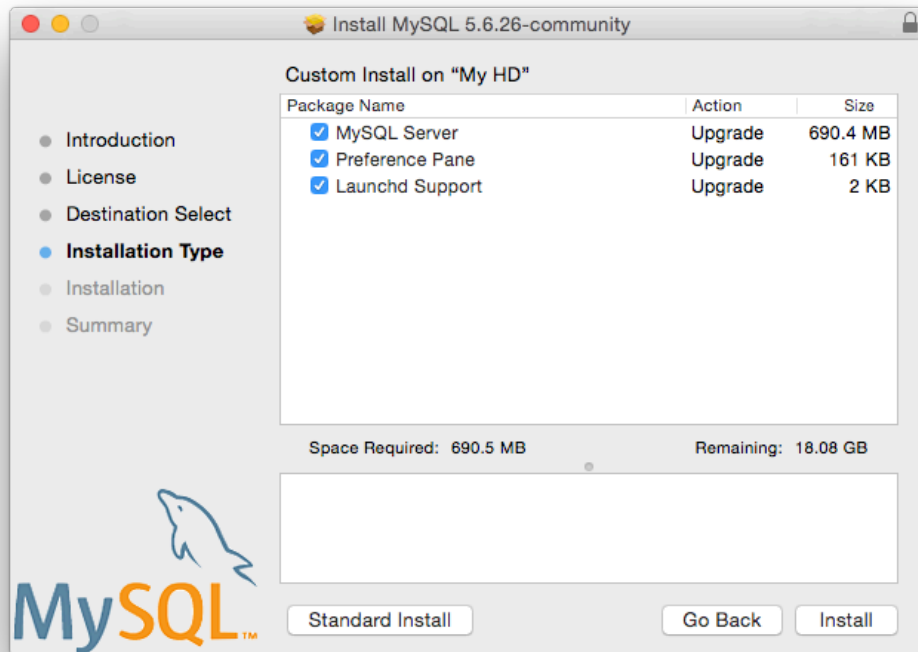 Install MySQL 5.6.26-community
Custom Install on “My HD”
Introduction
License
Destination Select
Installation Type
Installation
Summary
Package Name Action Size
MySQL Server Upgrade 690.4 MB
Preference Pane Upgrade 161 KB
Launchd Support Upgrade 2 KB
Space Required: 690.5 MB Remaining: 18.08 GB
MySQL™
Standard Install Go Back Install